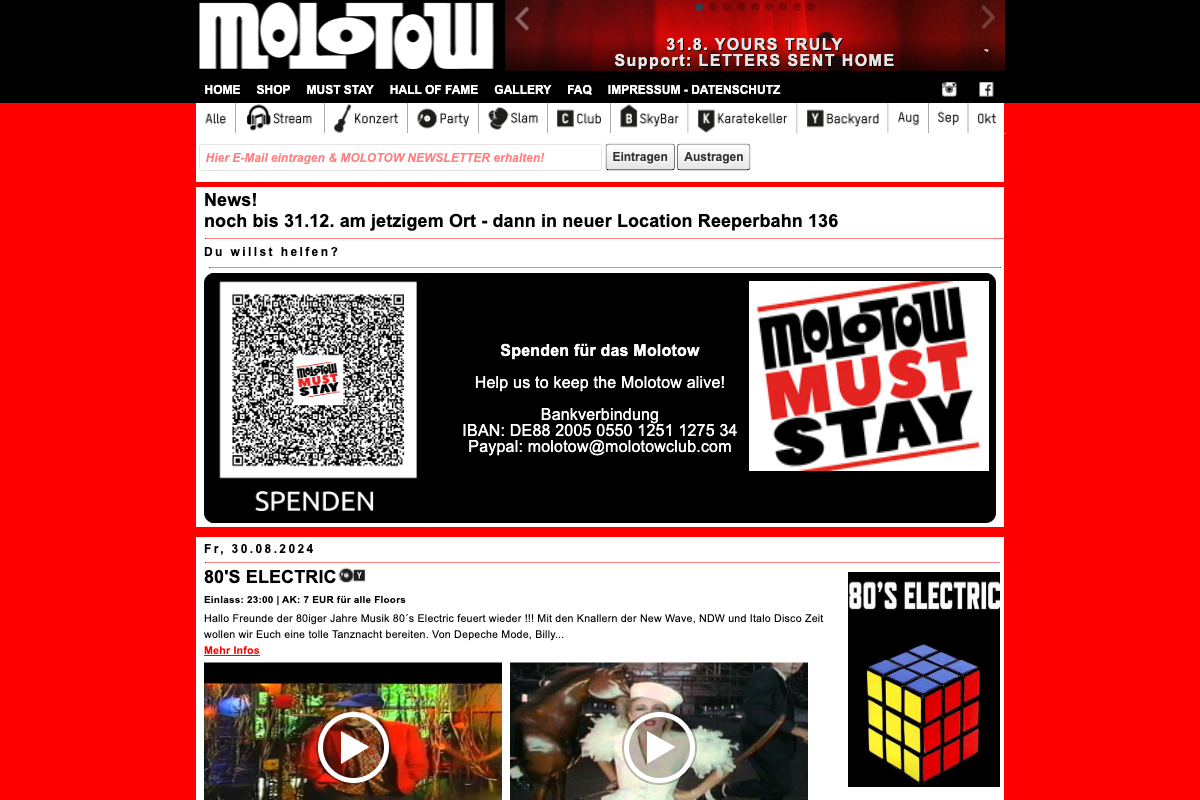 MOLOTOW
31.8. YOURS TRULY
Support: LETTERS SENT HOME
HOME SHOP MUST STAY HALL OF FAME GALLERY FAQ IMPRESSUM - DATENSCHUTZ
Alle Stream Konzert Party Slam C Club B SkyBar K Karatekeller Y Backyard Aug Sep Okt
Hier E-Mail eintragen & MOLOTOW NEWSLETTER erhalten! Eintragen Austragen
News!
noch bis 31.12. am jetzigem Ort - dann in neuer Location Reeperbahn 136
Du willst helfen?
MOLOTOW
MUST
STAY
SPENDEN
Spenden für das Molotow
Help us to keep the Molotow alive!
Bankverbindung
IBAN: DE88 2005 0550 1251 1275 34
Paypal: molotow@molotowclub.com
MOLOTOW
MUST
STAY
Fr, 30.08.2024
80'S ELECTRIC Y
Einlass: 23:00 | AK: 7 EUR für alle Floors
Hallo Freunde der 80iger Jahre Musik 80´s Electric feuert wieder !!! Mit den Knallern der New Wave, NDW und Italo Disco Zeit
wollen wir Euch eine tolle Tanznacht bereiten. Von Depeche Mode, Billy...
Mehr Infos
80'S ELECTRIC